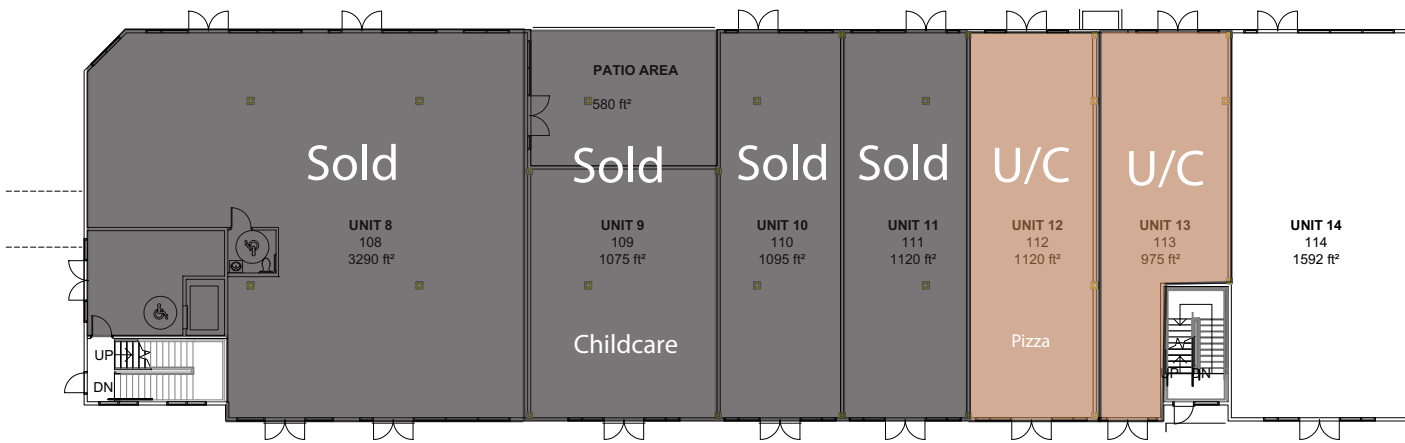 PATIO AREA
580 ft²
Sold
Sold
Sold
Sold
U/C
U/C
UNIT 8
108
3290 ft²
UNIT 9
109
1075 ft²
UNIT 10
110
1095 ft²
UNIT 11
111
1120 ft²
UNIT 12
112
1120 ft²
UNIT 13
113
975 ft²
UNIT 14
114
1592 ft²
Childcare
Pizza
UP
DN
UP DN